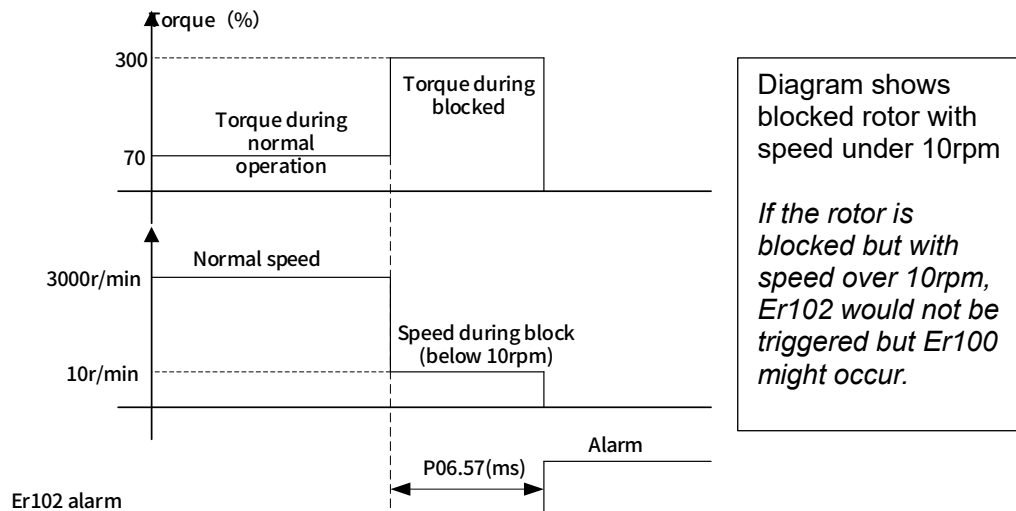 Torque（%）
300
Torque during
blocked
Torque during
normal
operation
70
Normal speed
3000r/min
Speed during block
(below 10rpm)
10r/min
Alarm
P06.57(ms)
Er102 alarm
Diagram shows
blocked rotor with
speed under 10rpm
If the rotor is
blocked but with
speed over 10rpm,
Er102 would not be
triggered but Er100
might occur.